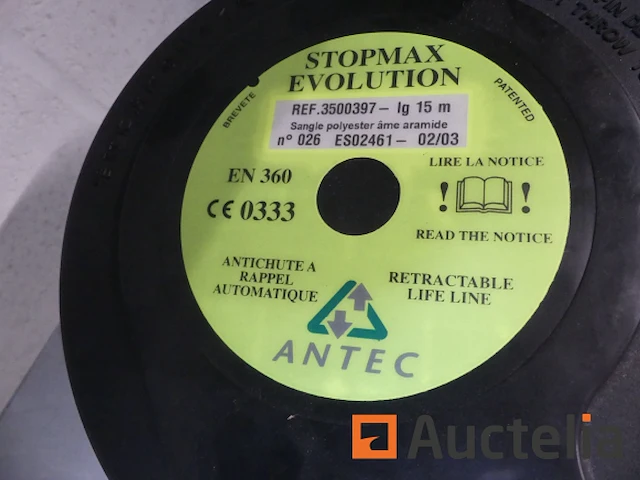 STOPMAX
EVOLUTION
BREVETE
PATENTED
REF.3500397– lg 15 m
Sangle polyester âme aramide
n° 026 ES02461– 02/03
EN 360
CE 0333
LIRE LA NOTICE
! !
READ THE NOTICE
ANTICHUTE A
RAPPEL
AUTOMATIQUE
RETRACTABLE
LIFE LINE
ANTEC
THROW
Auctelia